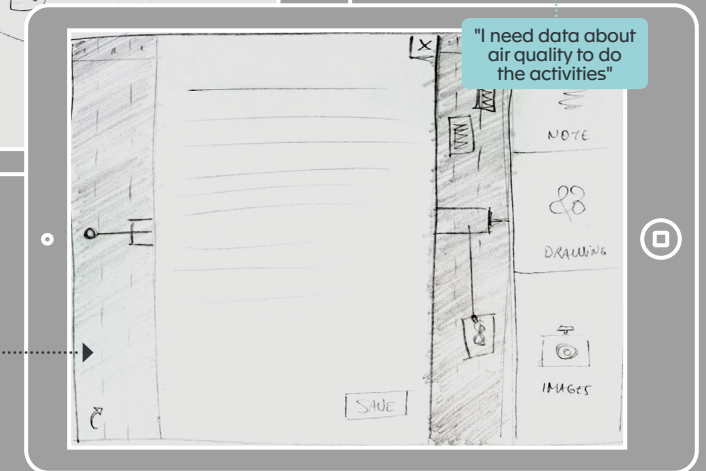 "I need data about
air quality to do
the activities"
X
NOTE
DRAWING
IMAGES
SAVE